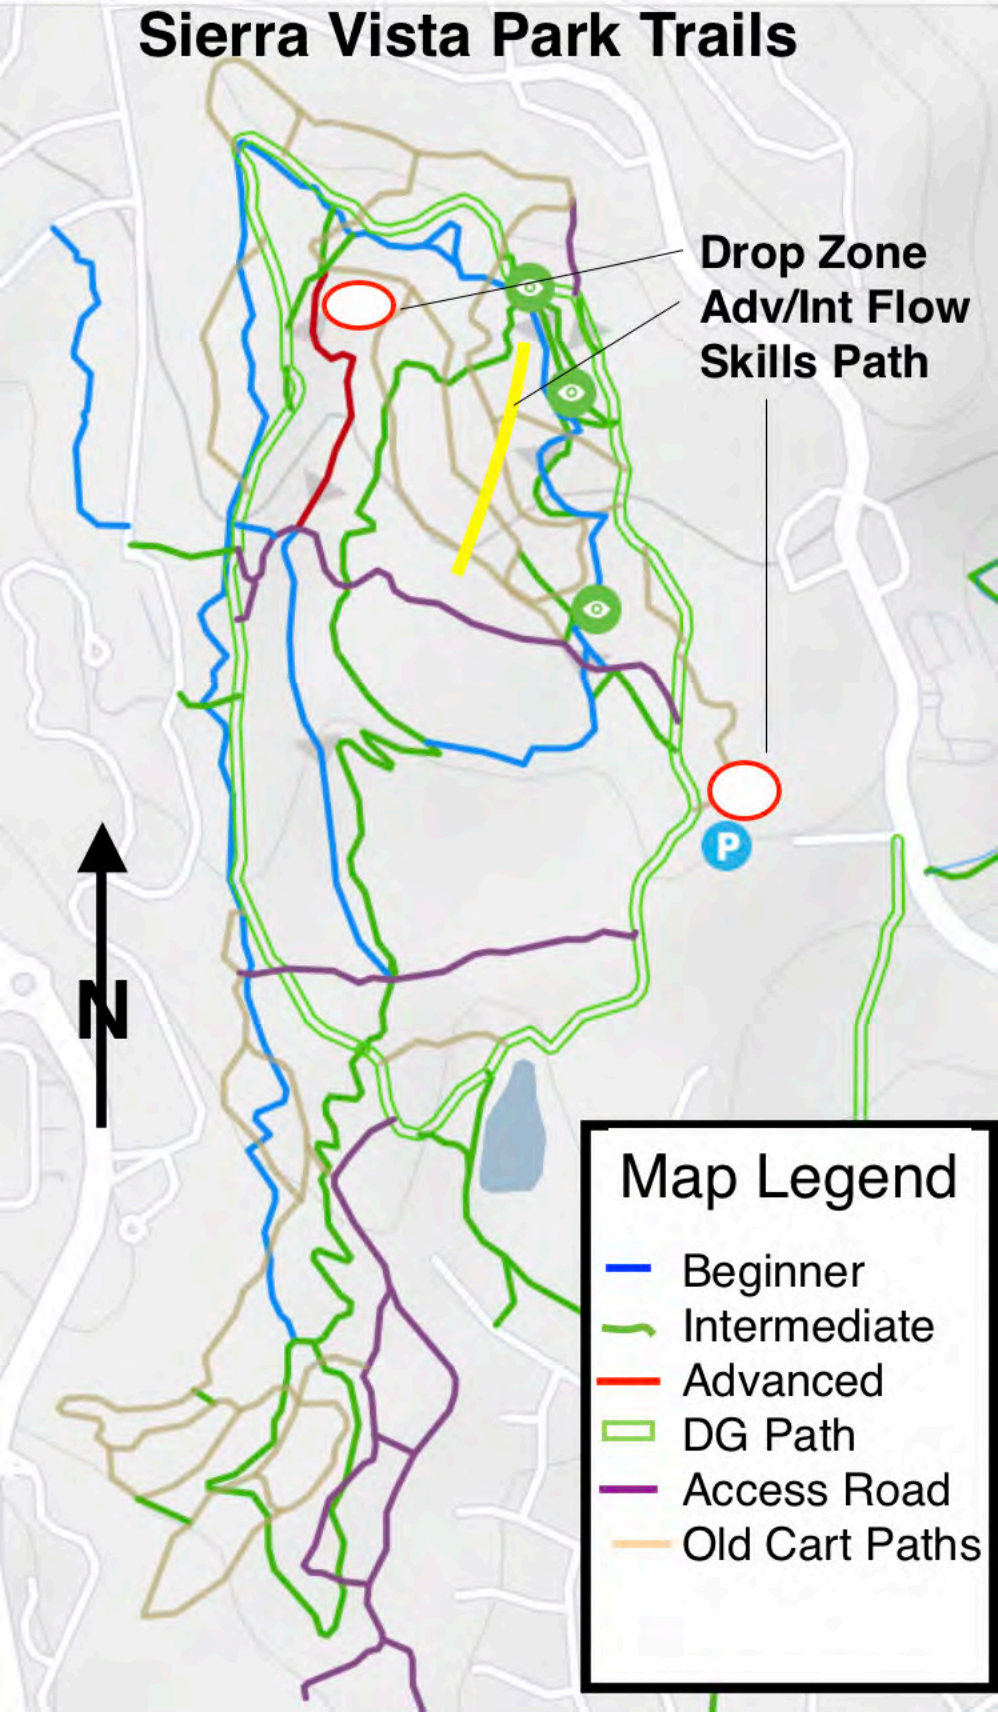 Sierra Vista Park Trails
Drop Zone
Adv/Int Flow
Skills Path
P
N
Map Legend
Beginner
Intermediate
Advanced
DG Path
Access Road
Old Cart Paths